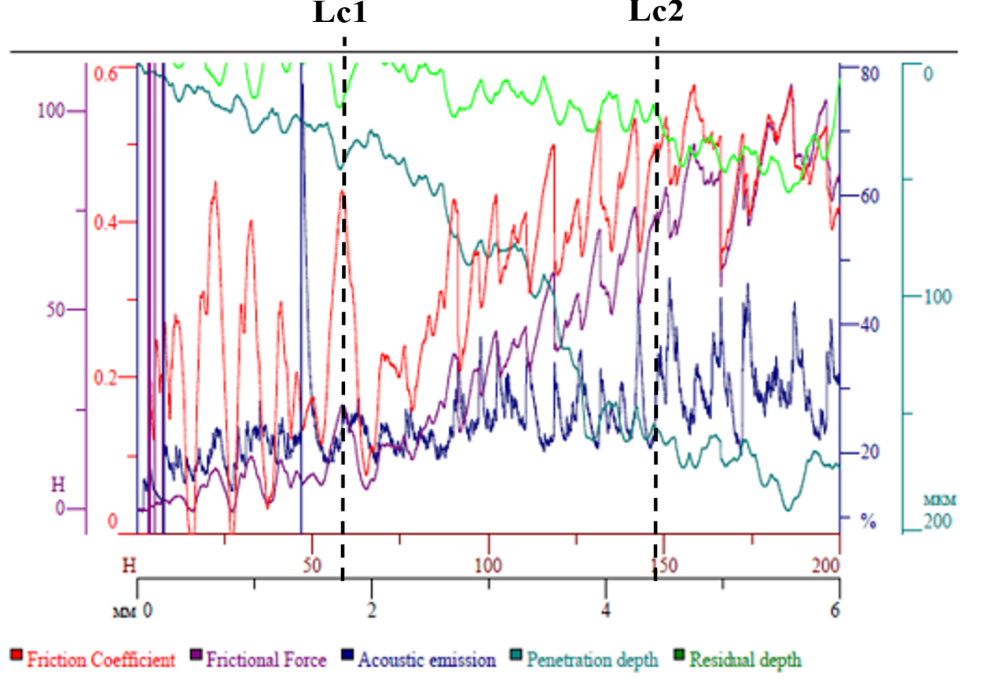 Lc1 Lc2
0.6 80 0
100
60
0.4
50 100
40
0.2
20
H
0 0 % мкм
200
H 50 100 150 200
мм 0 2 4 6
Friction Coefficient Frictional Force Acoustic emission Penetration depth Residual depth